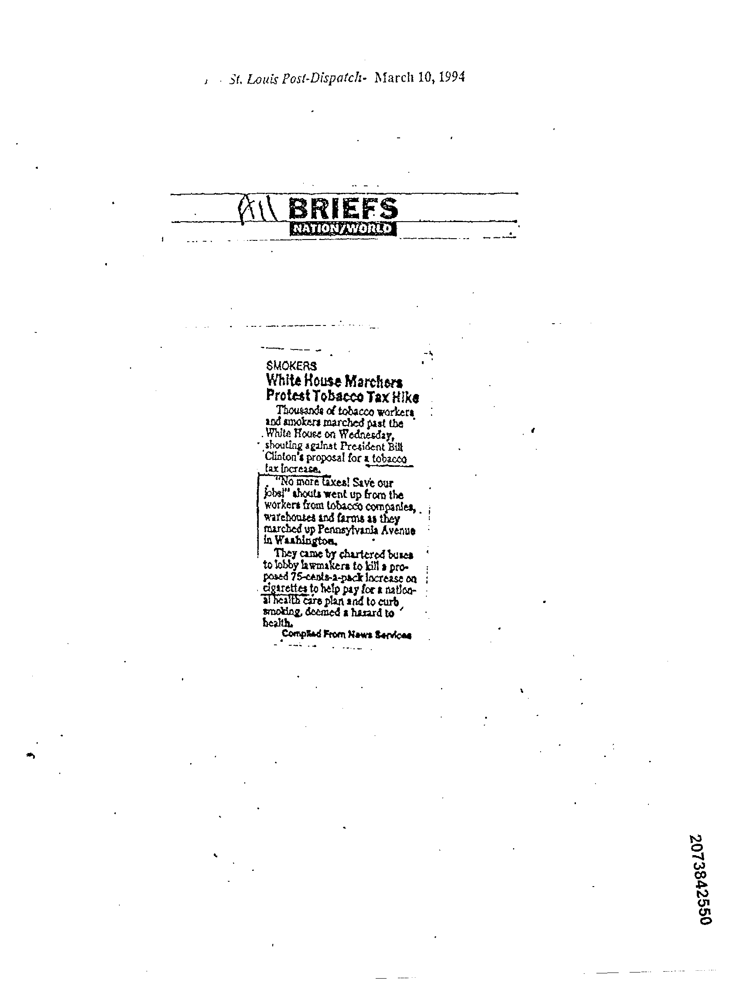 St. Louis Post-Dispatch- March 10, 1994
All BRIEFS
NATION/WORLD
SMOKERS
White House Marchers
Protest Tobacco Tax Hike
Thousands of tobacco workers
and smokers marched past the
White House on Wednesday,
shouting against President Bill
Clinton's proposal for a tobacco
tax increase.
"No more taxes! Save our
jobs!" shouts went up from the
workers from tobacco companies,
warehouses and farms as they
marched up Pennsylvania Avenue
in Washington.
They came by chartered buses
to lobby lawmakers to kill a pro-
posed 75-cents-a-pack increase on
cigarettes to help pay for a nation-
al health care plan and to curb
smoking, deemed a hazard to
health.
Compiled From News Services
2073842550